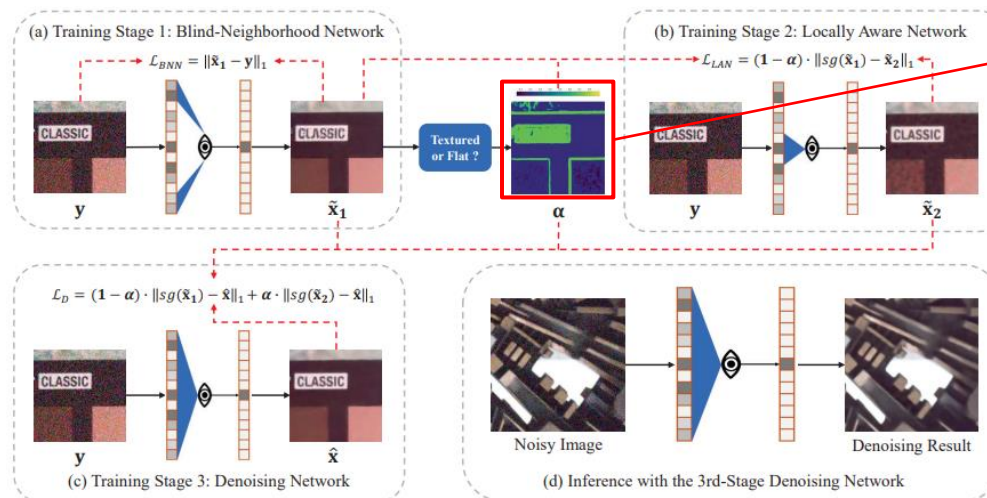 (a) Training Stage 1: Blind-Neighborhood Network
ℒ_BNN = ‖x̃₁ − y‖₁
CLASSIC
CLASSIC
y
x̃₁
Textured
or Flat ?
α
(b) Training Stage 2: Locally Aware Network
ℒ_LAN = (1 − α) · ‖sg(x̃₁) − x̃₂‖₁
CLASSIC
CLASSIC
y
x̃₂
ℒ_D = (1 − α) · ‖sg(x̃₁) − x̂‖₁ + α · ‖sg(x̃₂) − x̂‖₁
CLASSIC
CLASSIC
y
x̂
(c) Training Stage 3: Denoising Network
Noisy Image
Denoising Result
(d) Inference with the 3rd-Stage Denoising Network